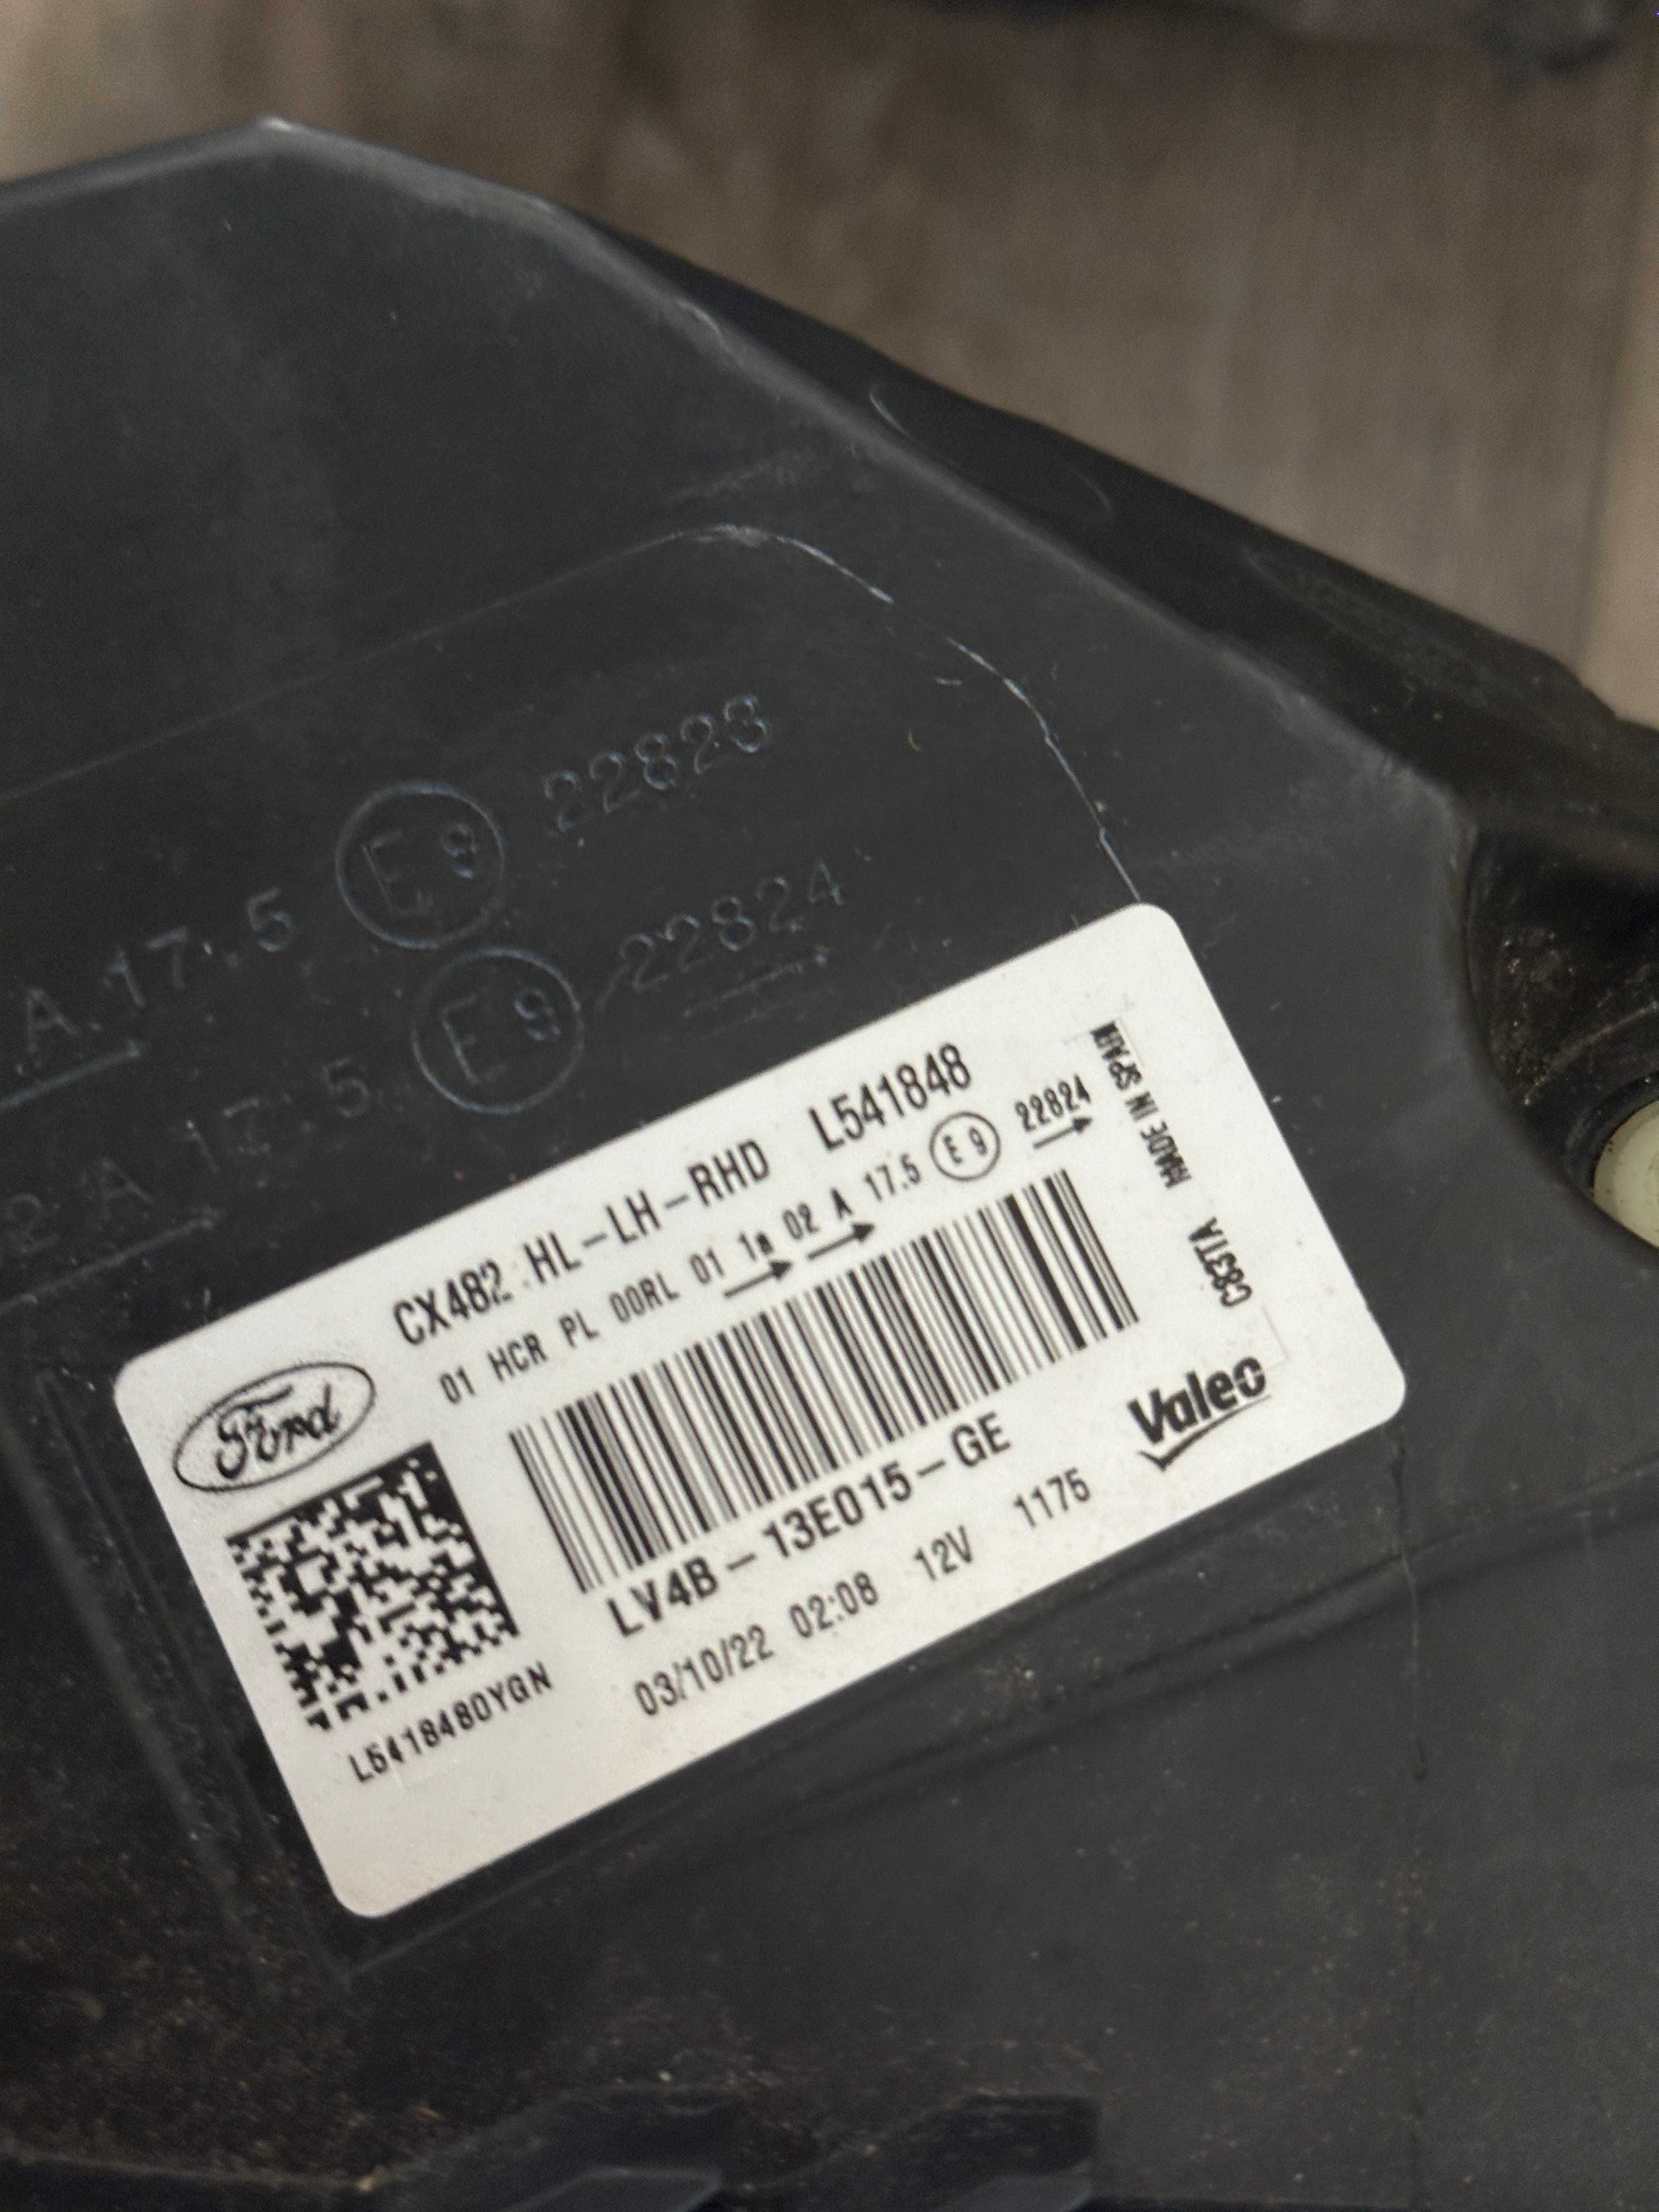 A 17.5 E9 22823
2 A 17.5 E9 22824
CX482 HL-LH-RHD L541848
01 HCR PL 00RL 01 1a 02 A 17.5 E9 22824
MADE IN SPAIN
C83TA
Ford
LV4B-13E015-GE
Valeo
03/10/22 02:08 12V 1175
L5418480YGN